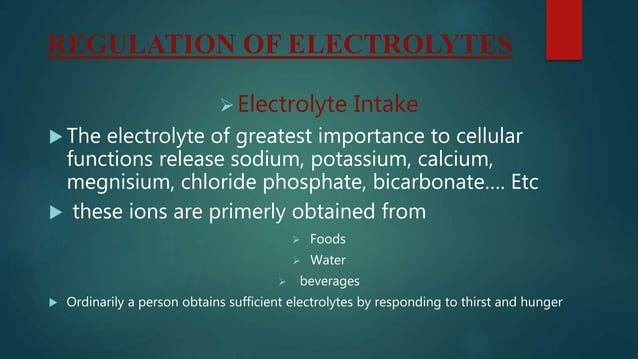 REGULATION OF ELECTROLYTES
➢ Electrolyte Intake
▶ The electrolyte of greatest importance to cellular
functions release sodium, potassium, calcium,
megnisium, chloride phosphate, bicarbonate…. Etc
▶ these ions are primerly obtained from
➢ Foods
➢ Water
➢ beverages
▶ Ordinarily a person obtains sufficient electrolytes by responding to thirst and hunger